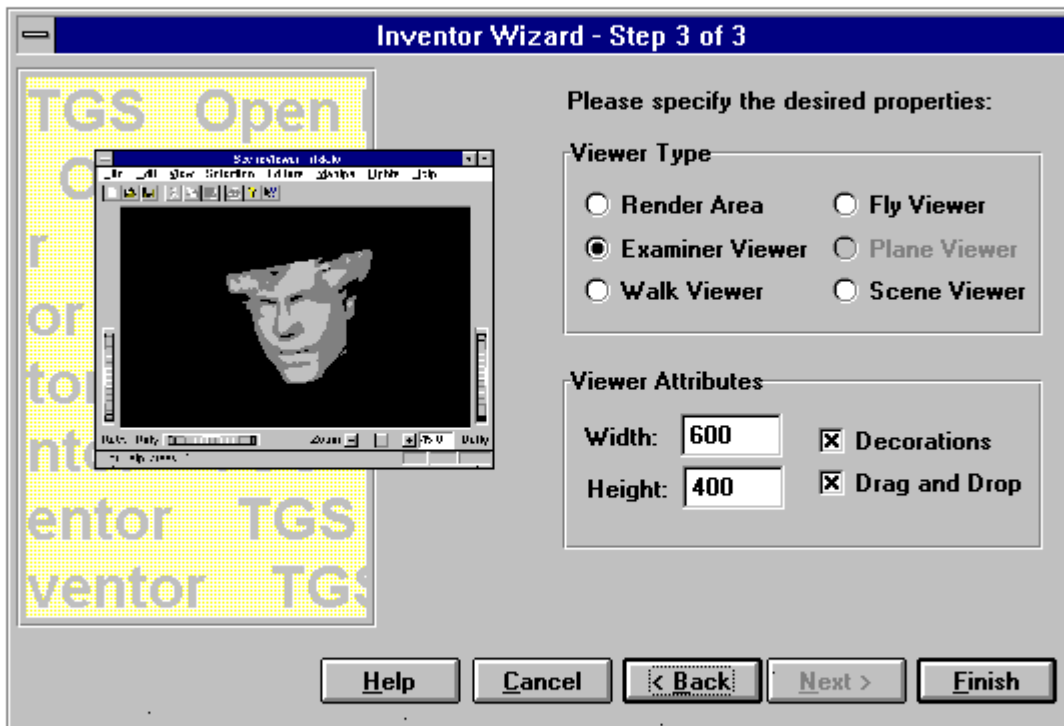 Inventor Wizard - Step 3 of 3
TGS Open
r
or
tor
entor TGS
ventor TGS
Selection
Help
Please specify the desired properties:
Viewer Type
Render Area
Fly Viewer
Examiner Viewer
Plane Viewer
Walk Viewer
Scene Viewer
Viewer Attributes
Width: 600
Decorations
Height: 400
Drag and Drop
Help
Cancel
< Back
Next >
Finish